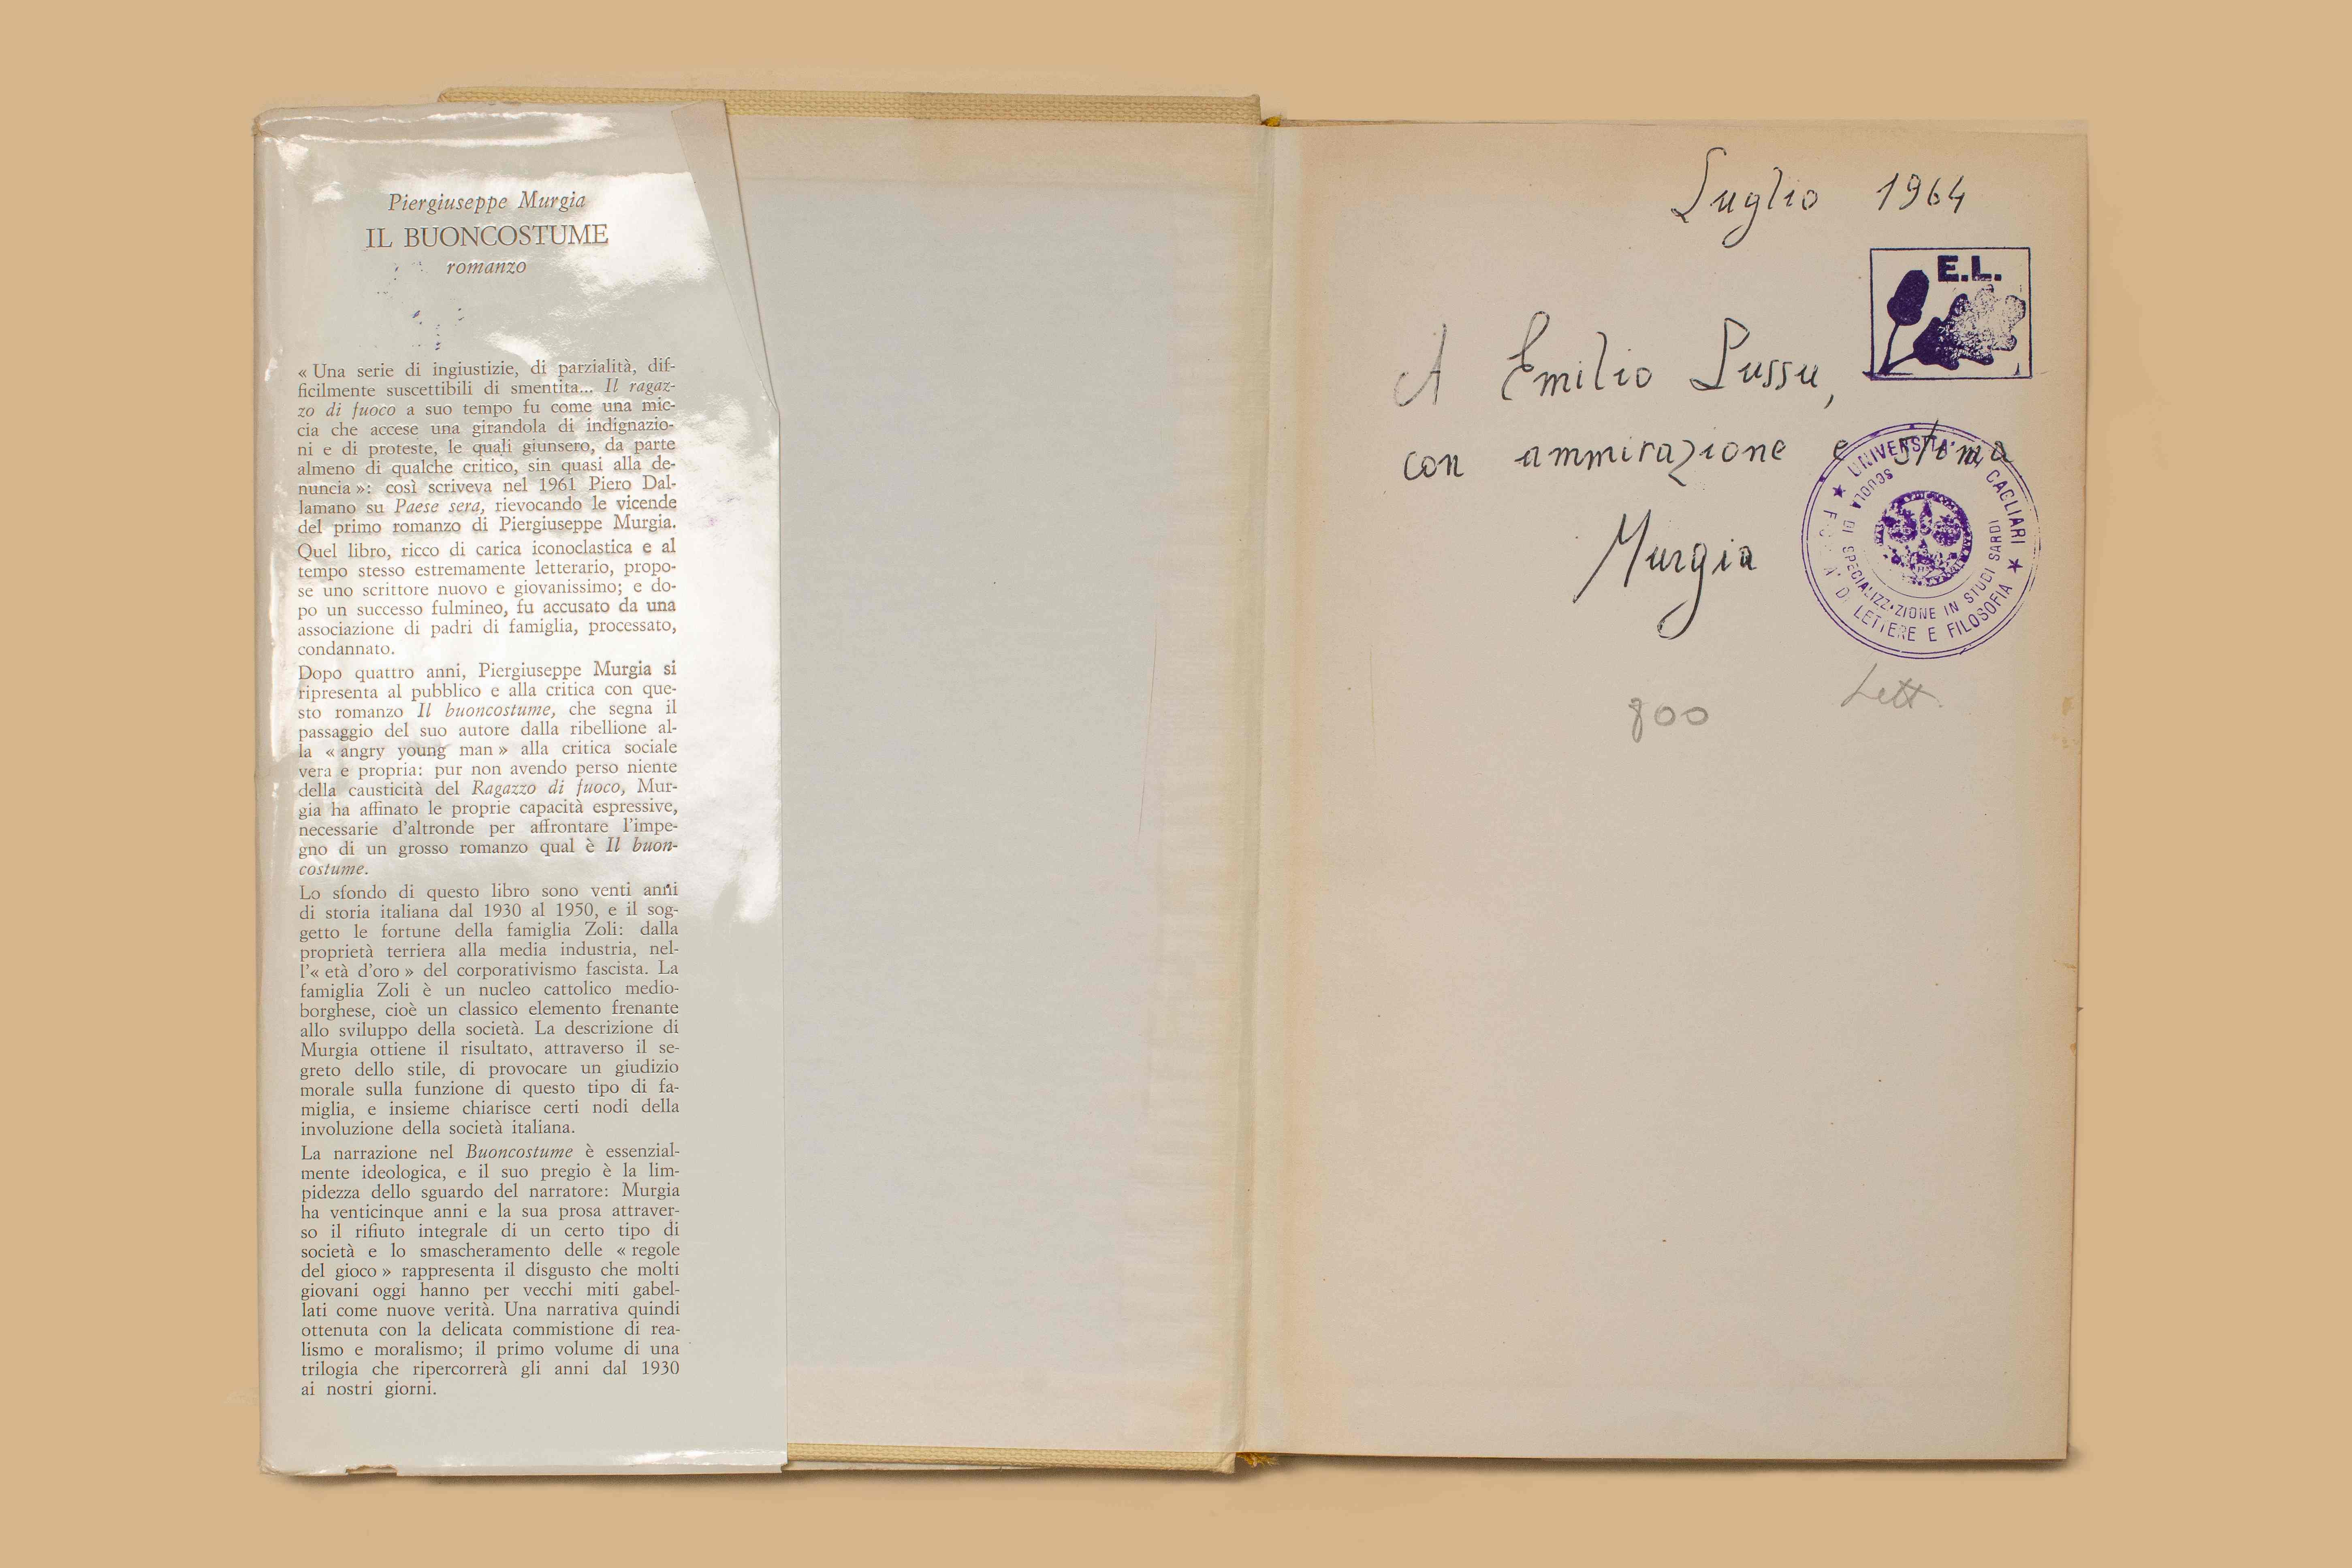 Piergiuseppe Murgia
IL BUONCOSTUME
romanzo
« Una serie di ingiustizie, di parzialità, dif-
ficilmente suscettibili di smentita... Il ragaz-
zo di fuoco a suo tempo fu come una mic-
cia che accese una girandola di indignazio-
ni e di proteste, le quali giunsero, da parte
almeno di qualche critico, sin quasi alla de-
nuncia »: così scriveva nel 1961 Piero Dal-
lamano su Paese sera, rievocando le vicende
del primo romanzo di Piergiuseppe Murgia.
Quel libro, ricco di carica iconoclastica e al
tempo stesso estremamente letterario, propo-
se uno scrittore nuovo e giovanissimo; e do-
po un successo fulmineo, fu accusato da una
associazione di padri di famiglia, processato,
condannato.
Dopo quattro anni, Piergiuseppe Murgia si
ripresenta al pubblico e alla critica con que-
sto romanzo Il buoncostume, che segna il
passaggio del suo autore dalla ribellione al-
la « angry young man » alla critica sociale
vera e propria: pur non avendo perso niente
della causticità del Ragazzo di fuoco, Mur-
gia ha affinato le proprie capacità espressive,
necessarie d'altronde per affrontare l'impe-
gno di un grosso romanzo qual è Il buon-
costume.
Lo sfondo di questo libro sono venti anni
di storia italiana dal 1930 al 1950, e il sog-
getto le fortune della famiglia Zoli: dalla
proprietà terriera alla media industria, nel-
l'« età d'oro » del corporativismo fascista. La
famiglia Zoli è un nucleo cattolico medio-
borghese, cioè un classico elemento frenante
allo sviluppo della società. La descrizione di
Murgia ottiene il risultato, attraverso il se-
greto dello stile, di provocare un giudizio
morale sulla funzione di questo tipo di fa-
miglia, e insieme chiarisce certi nodi della
involuzione della società italiana.
La narrazione nel Buoncostume è essenzial-
mente ideologica, e il suo pregio è la lim-
pidezza dello sguardo del narratore: Murgia
ha venticinque anni e la sua prosa attraver-
so il rifiuto integrale di un certo tipo di
società e lo smascheramento delle « regole
del gioco » rappresenta il disgusto che molti
giovani oggi hanno per vecchi miti gabel-
lati come nuove verità. Una narrativa quindi
ottenuta con la delicata commistione di rea-
lismo e moralismo; il primo volume di una
trilogia che ripercorrerà gli anni dal 1930
ai nostri giorni.
Luglio 1964
E.L.
A Emilio Lussu,
con ammirazione e stima
Murgia
UNIVERSITA' DI CAGLIARI
LETTERE E FILOSOFIA
SCUOLA DI SPECIALIZZAZIONE IN STUDI SARDI
800
Lett.